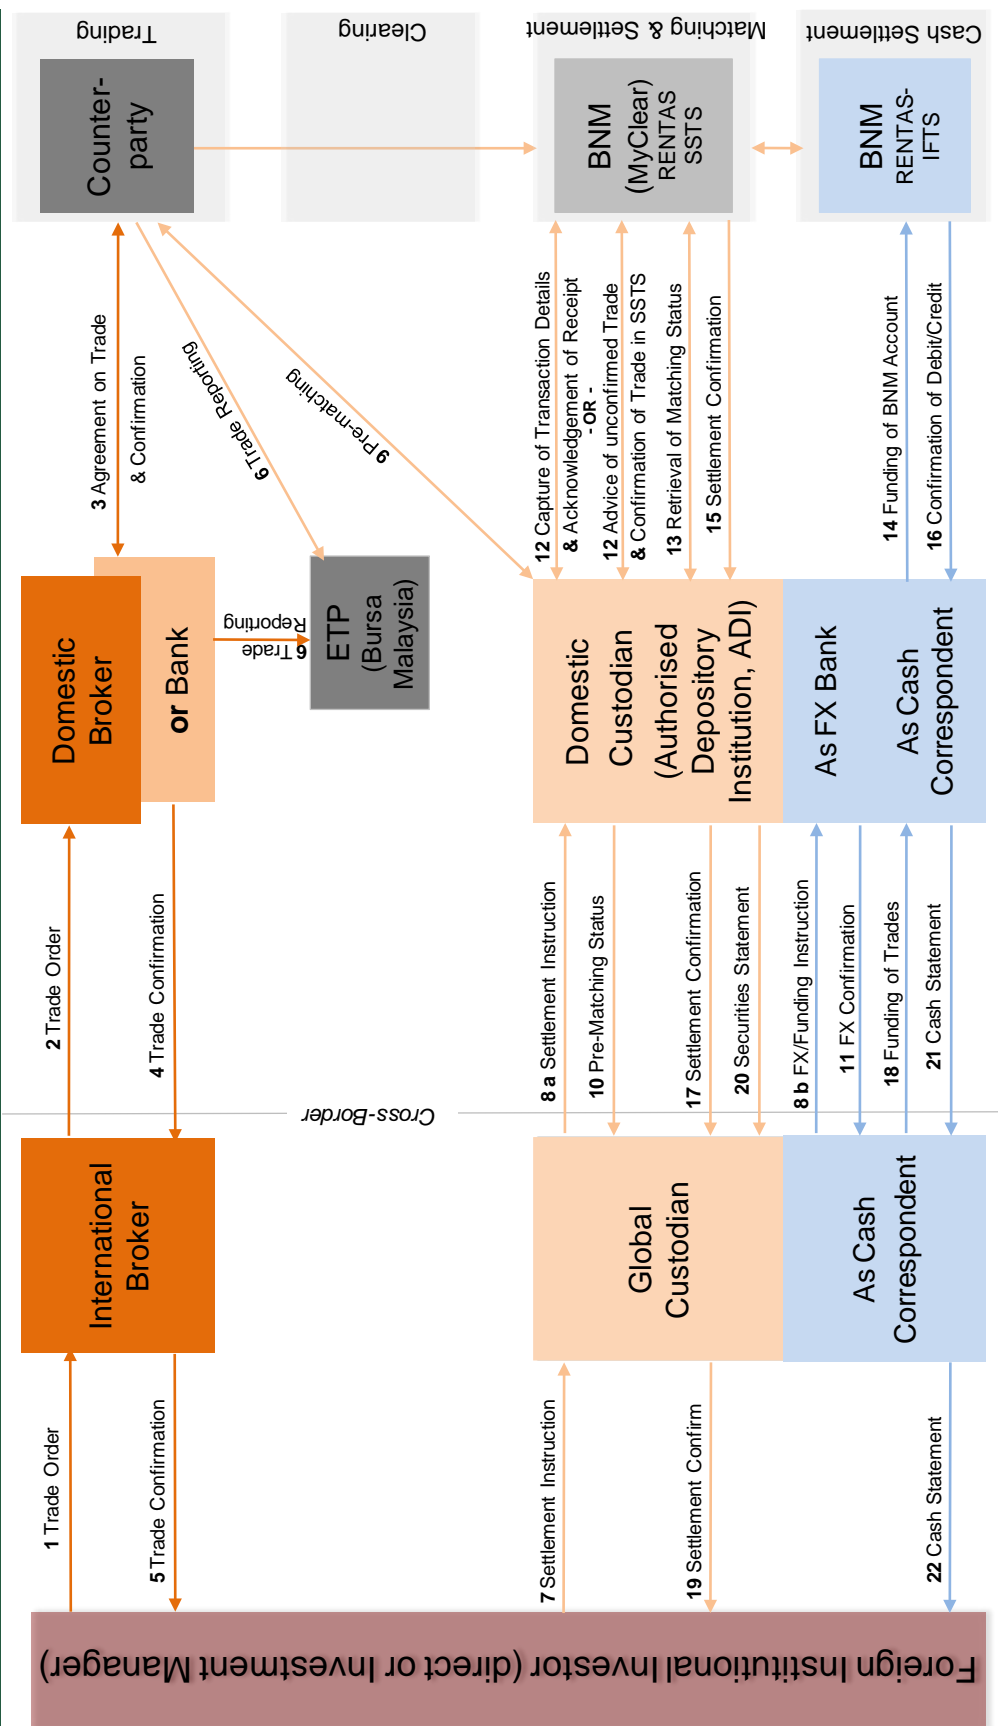 Foreign Institutional Investor (direct) or Investment Manager)
1 Trade Order
5 Trade Confirmation
7 Settlement Instruction
19 Settlement Confirm
22 Cash Statement
International
Broker
Global
Custodian
As Cash
Correspondent
Cross-Border
2 Trade Order
4 Trade Confirmation
8 a Settlement Instruction
10 Pre-Matching Status
17 Settlement Confirmation
20 Securities Statement
8 b FX/Funding Instruction
11 FX Confirmation
18 Funding of Trades
21 Cash Statement
Domestic
Broker
or Bank
6 Trade
Reporting
ETP
(Bursa
Malaysia)
Domestic
Custodian
(Authorised
Depository
Institution, ADI)
As FX Bank
As Cash
Correspondent
3 Agreement on Trade
& Confirmation
6 Trade Reporting
9 Pre-matching
12 Capture of Transaction Details
& Acknowledgement of Receipt
- OR -
12 Advice of unconfirmed Trade
& Confirmation of Trade in SSTS
13 Retrieval of Matching Status
15 Settlement Confirmation
14 Funding of BNM Account
16 Confirmation of Debit/Credit
Counter-
party
BNM
(MyClear)
RENTAS
SSTS
BNM
RENTAS-
IFTS
Trading
Clearing
Matching & Settlement
Cash Settlement